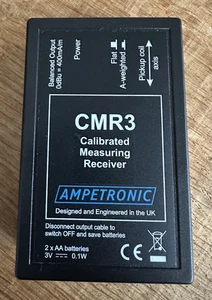 Balanced Output
0dBu = 400mA/m
Power
Flat
A-weighted
Pickup coil
axis
CMR3
Calibrated
Measuring
Receiver
AMPETRONIC
Designed and Engineered in the UK
Disconnect output cable to
switch OFF and save batteries
2 x AA batteries
3V ⎓ 0.1W
CE